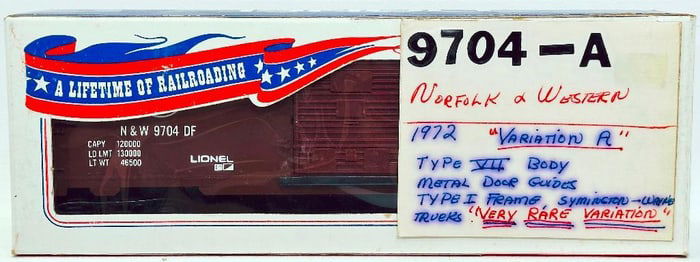 A LIFETIME OF RAILROADING
N & W 9704 DF
CAPY 120000
LD LMT 130900
LT WT 46500
LIONEL
9704-A
NORFOLK & WESTERN
1972 "VARIATION A"
TYPE VII BODY
METAL DOOR GUIDES
TYPE I FRAME, SYMINGTON-WAYNE
TRUCKS "VERY RARE VARIATION"